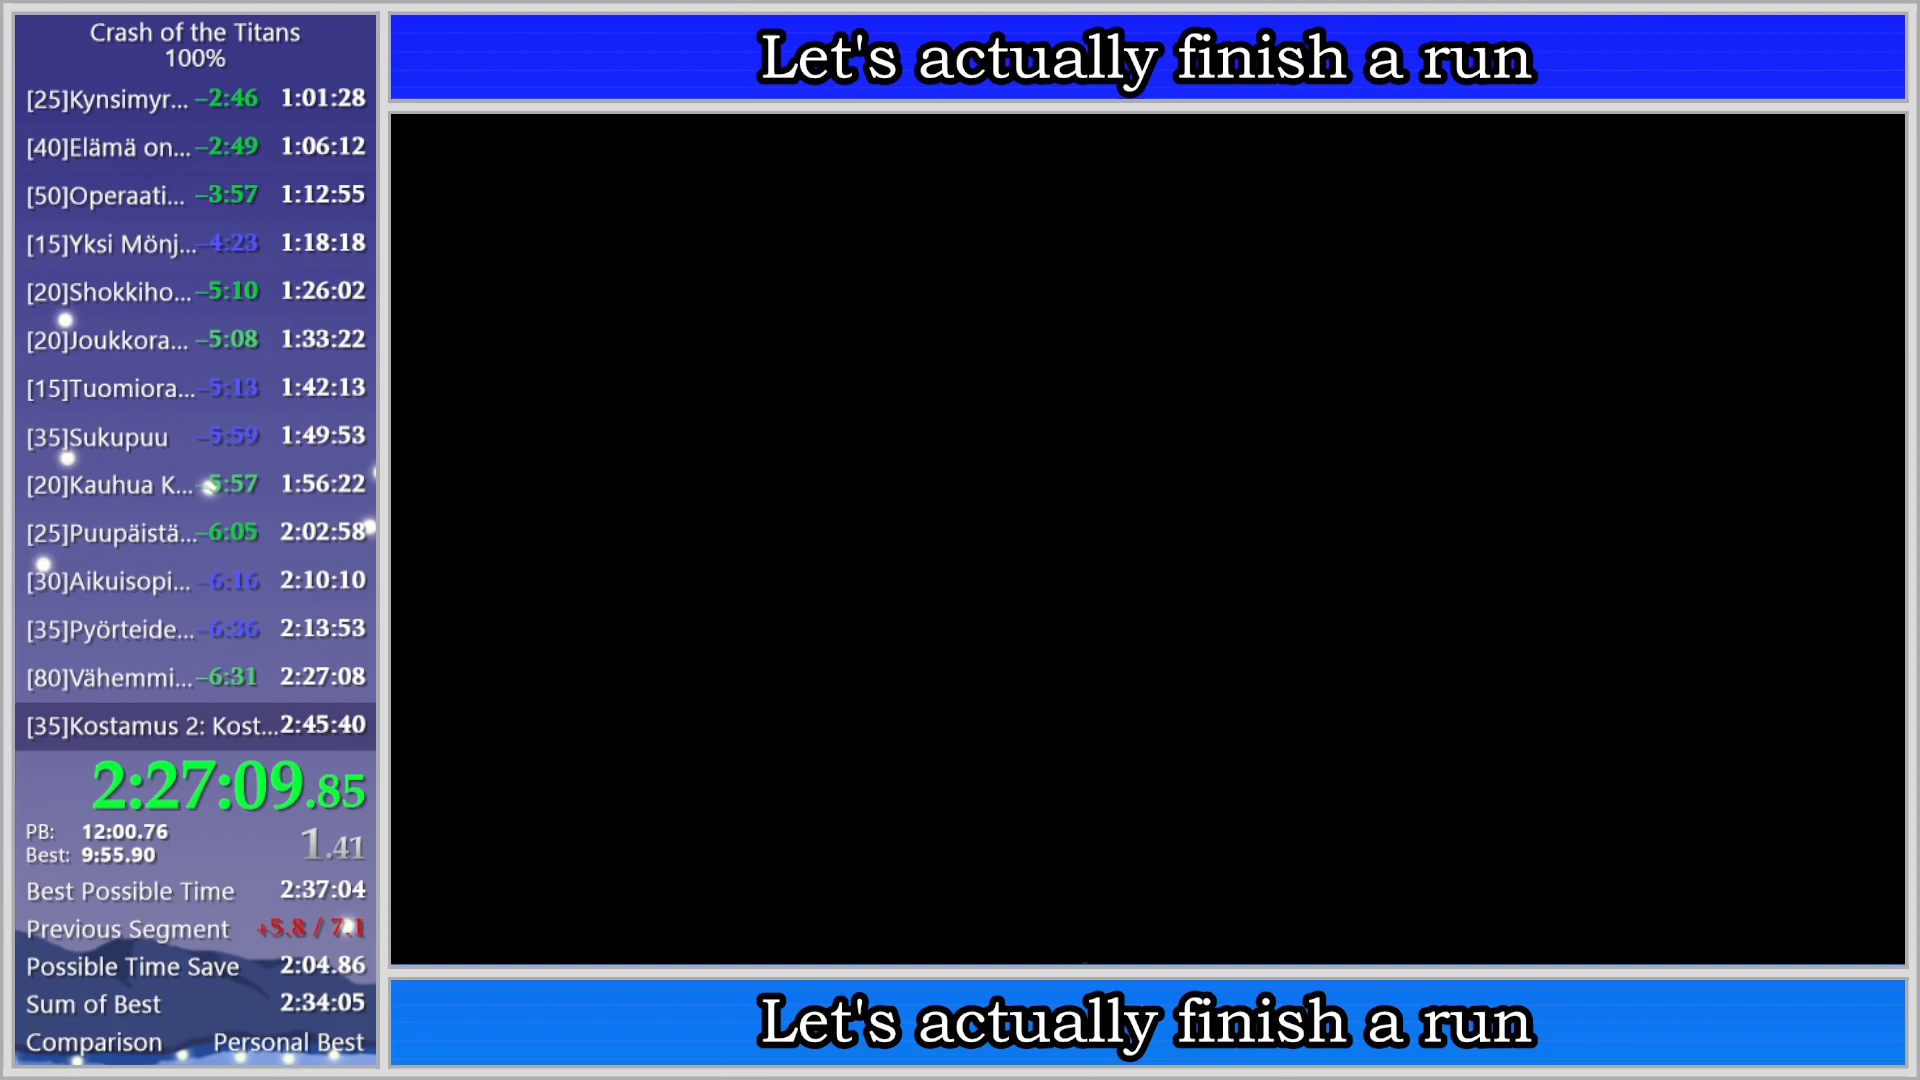 Crash of the Titans
100%
[25]Kynsimyr... −2:46 1:01:28
[40]Elämä on... −2:49 1:06:12
[50]Operaati... −3:57 1:12:55
[15]Yksi Mönj... −4:23 1:18:18
[20]Shokkiho... −5:10 1:26:02
[20]Joukkora... −5:08 1:33:22
[15]Tuomiora... −5:13 1:42:13
[35]Sukupuu −5:59 1:49:53
[20]Kauhua K... −5:57 1:56:22
[25]Puupäistä... −6:05 2:02:58
[30]Aikuisopi... −6:16 2:10:10
[35]Pyörteide... −6:36 2:13:53
[80]Vähemmi... −6:31 2:27:08
[35]Kostamus 2: Kost... 2:45:40
2:27:09.85
PB: 12:00.76
Best: 9:55.90
1.41
Best Possible Time 2:37:04
Previous Segment +5.8 / 7.1
Possible Time Save 2:04.86
Sum of Best 2:34:05
Comparison Personal Best
Let's actually finish a run
Let's actually finish a run